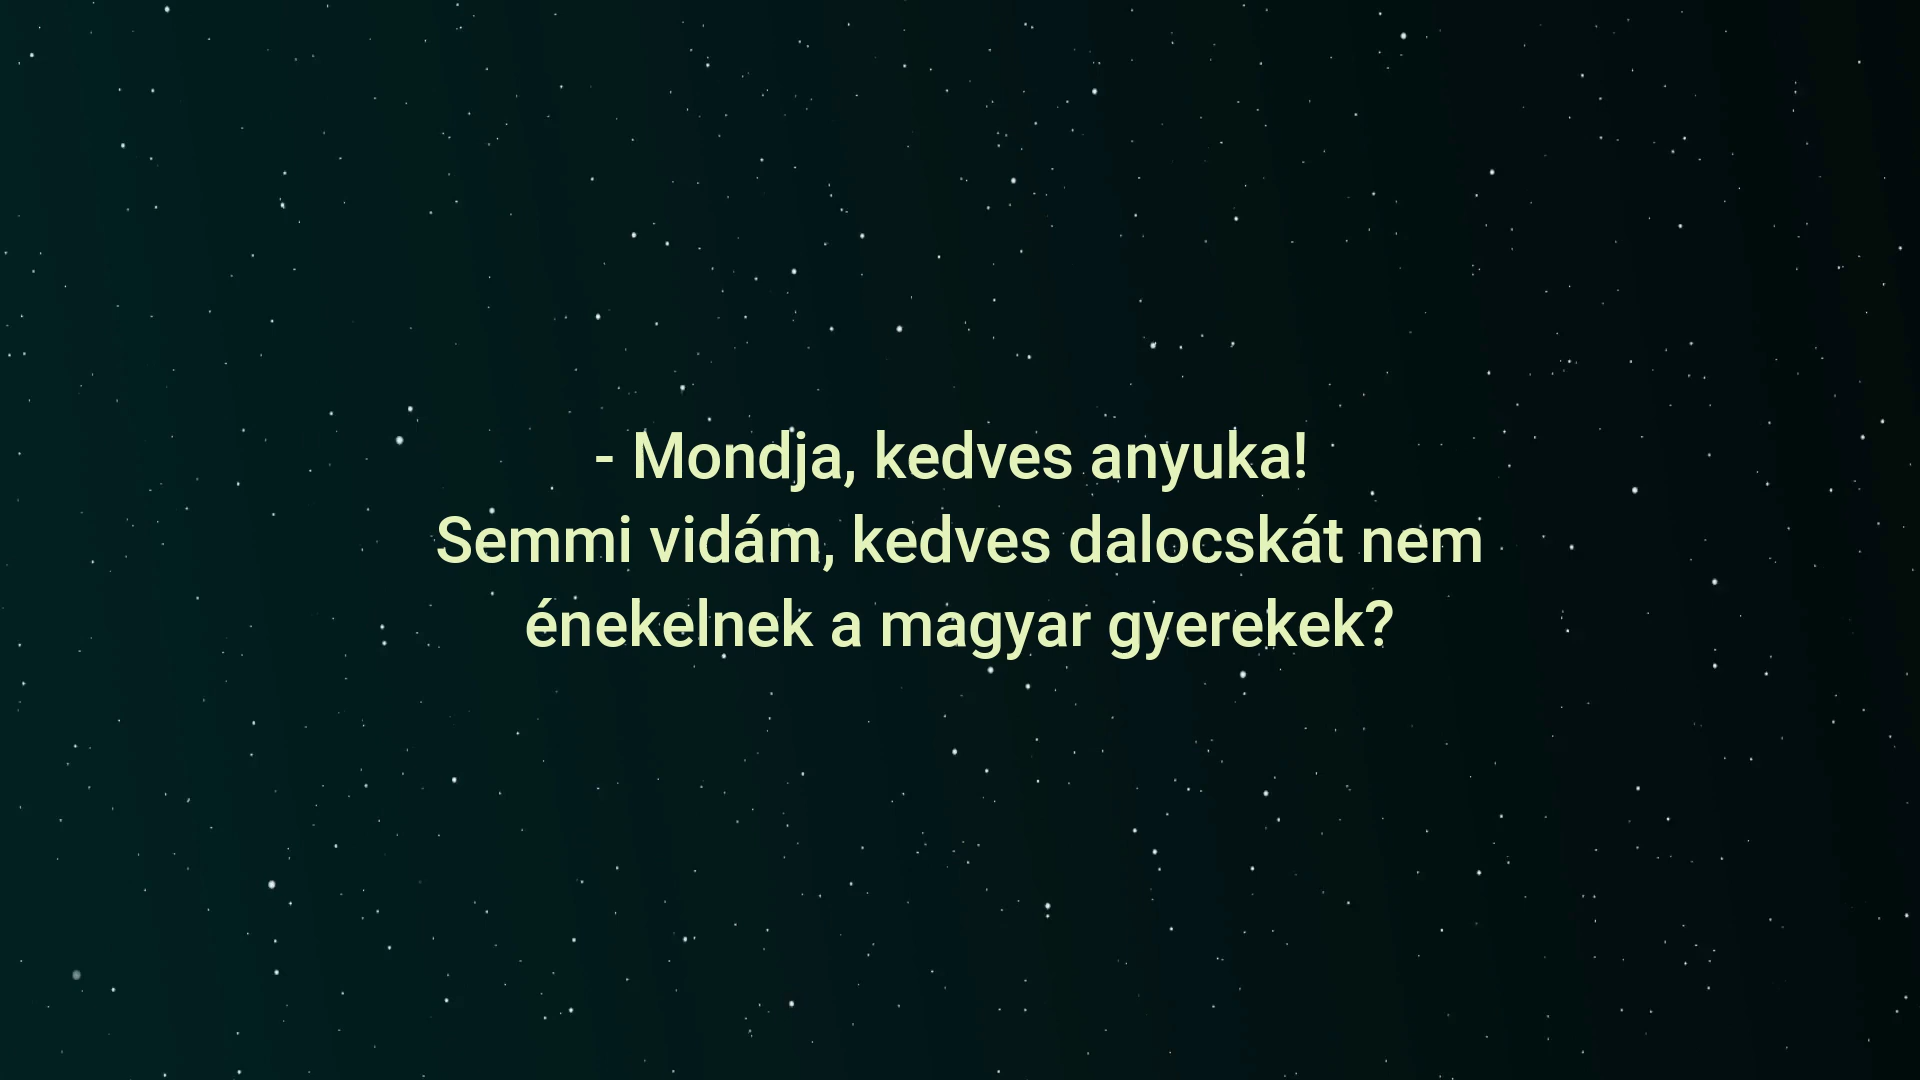 - Mondja, kedves anyuka!
Semmi vidám, kedves dalocskát nem
énekelnek a magyar gyerekek?